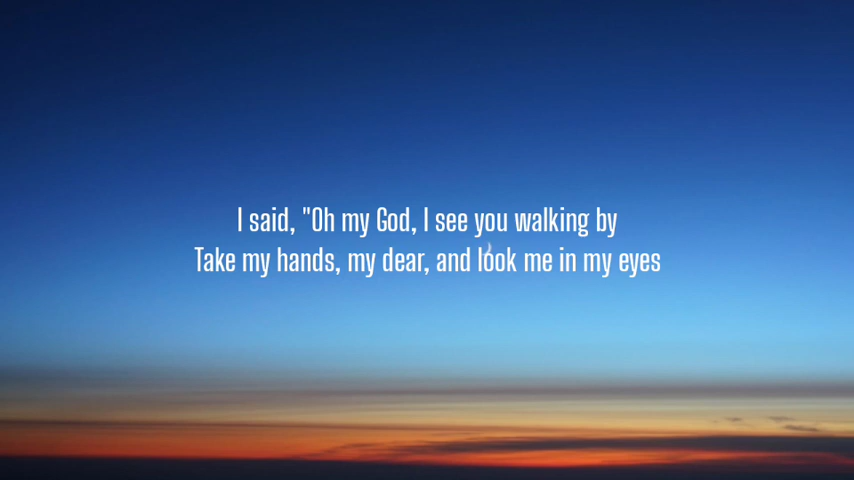 I said, "Oh my God, I see you walking by
Take my hands, my dear, and look me in my eyes